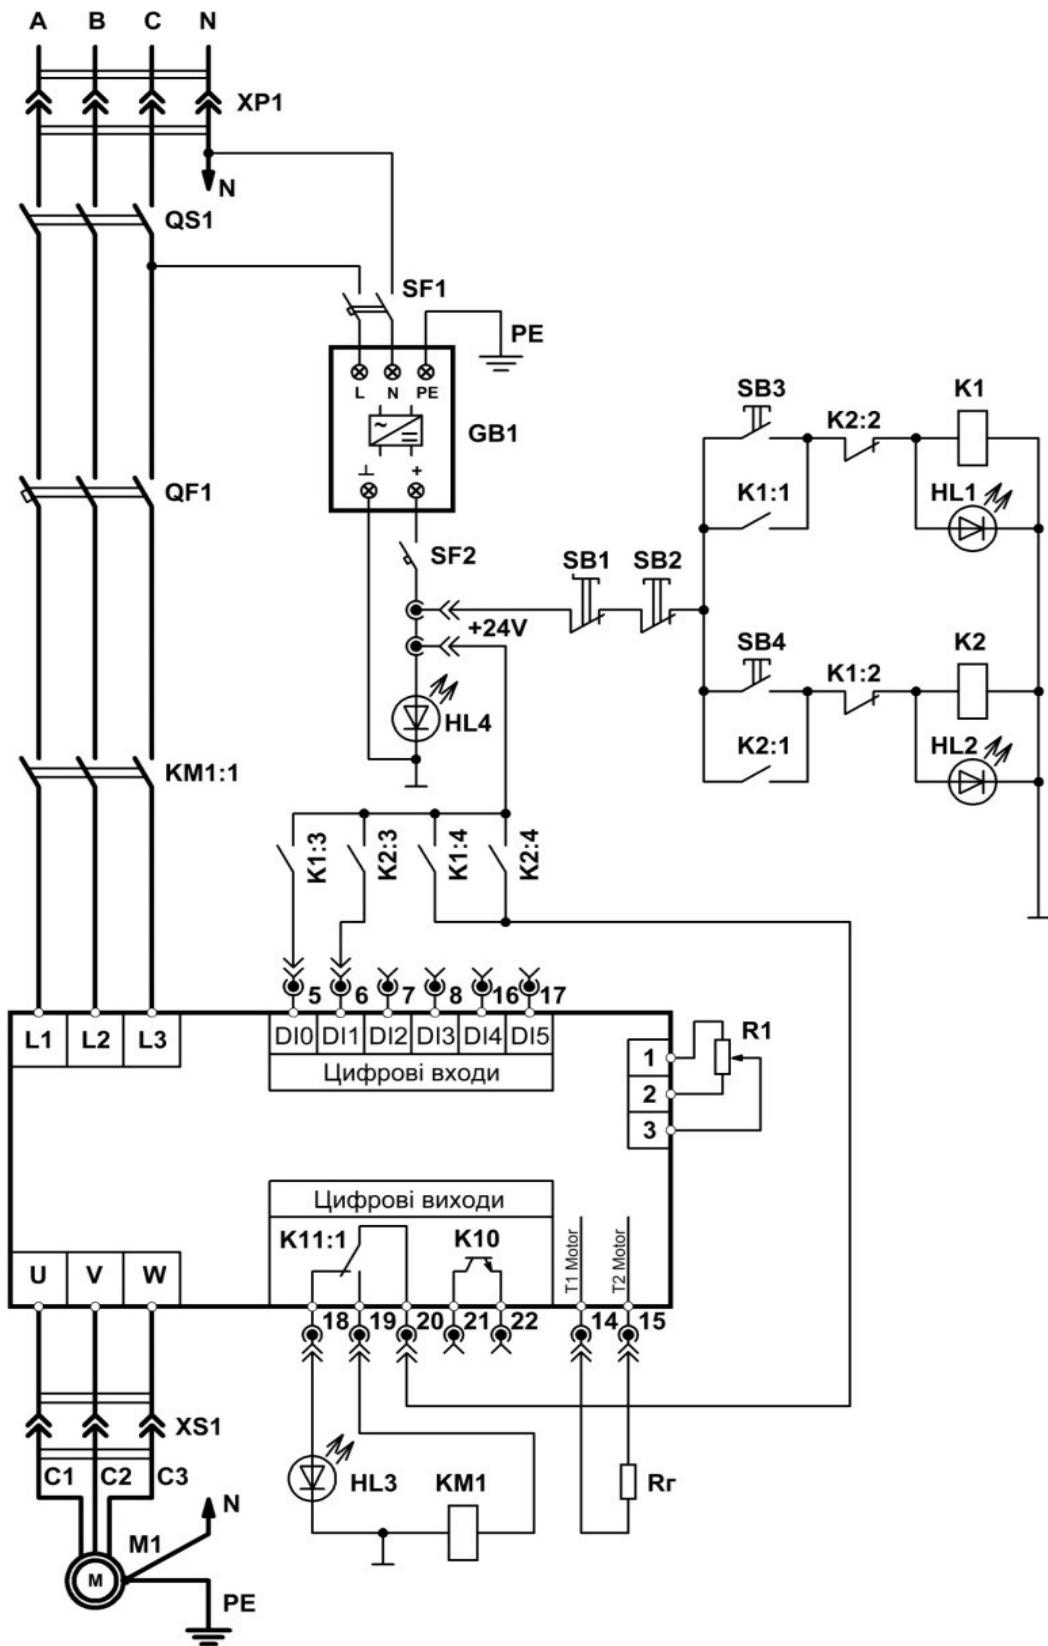 A B C N
XP1
N
QS1
SF1
PE
L N PE
GB1
~ =
⊥ +
QF1
SF2
+24V
HL4
SB1 SB2
SB3 K2:2 K1
K1:1 HL1
SB4 K1:2 K2
K2:1 HL2
KM1:1
K1:3 K2:3 K1:4 K2:4
5 6 7 8 16 17
L1 L2 L3
DI0 DI1 DI2 DI3 DI4 DI5
Цифрові входи
1
2
3
R1
Цифрові виходи
K11:1 K10
T1 Motor T2 Motor
U V W
18 19 20 21 22 14 15
XS1
C1 C2 C3
HL3 KM1 Rг
N
M1
M
PE